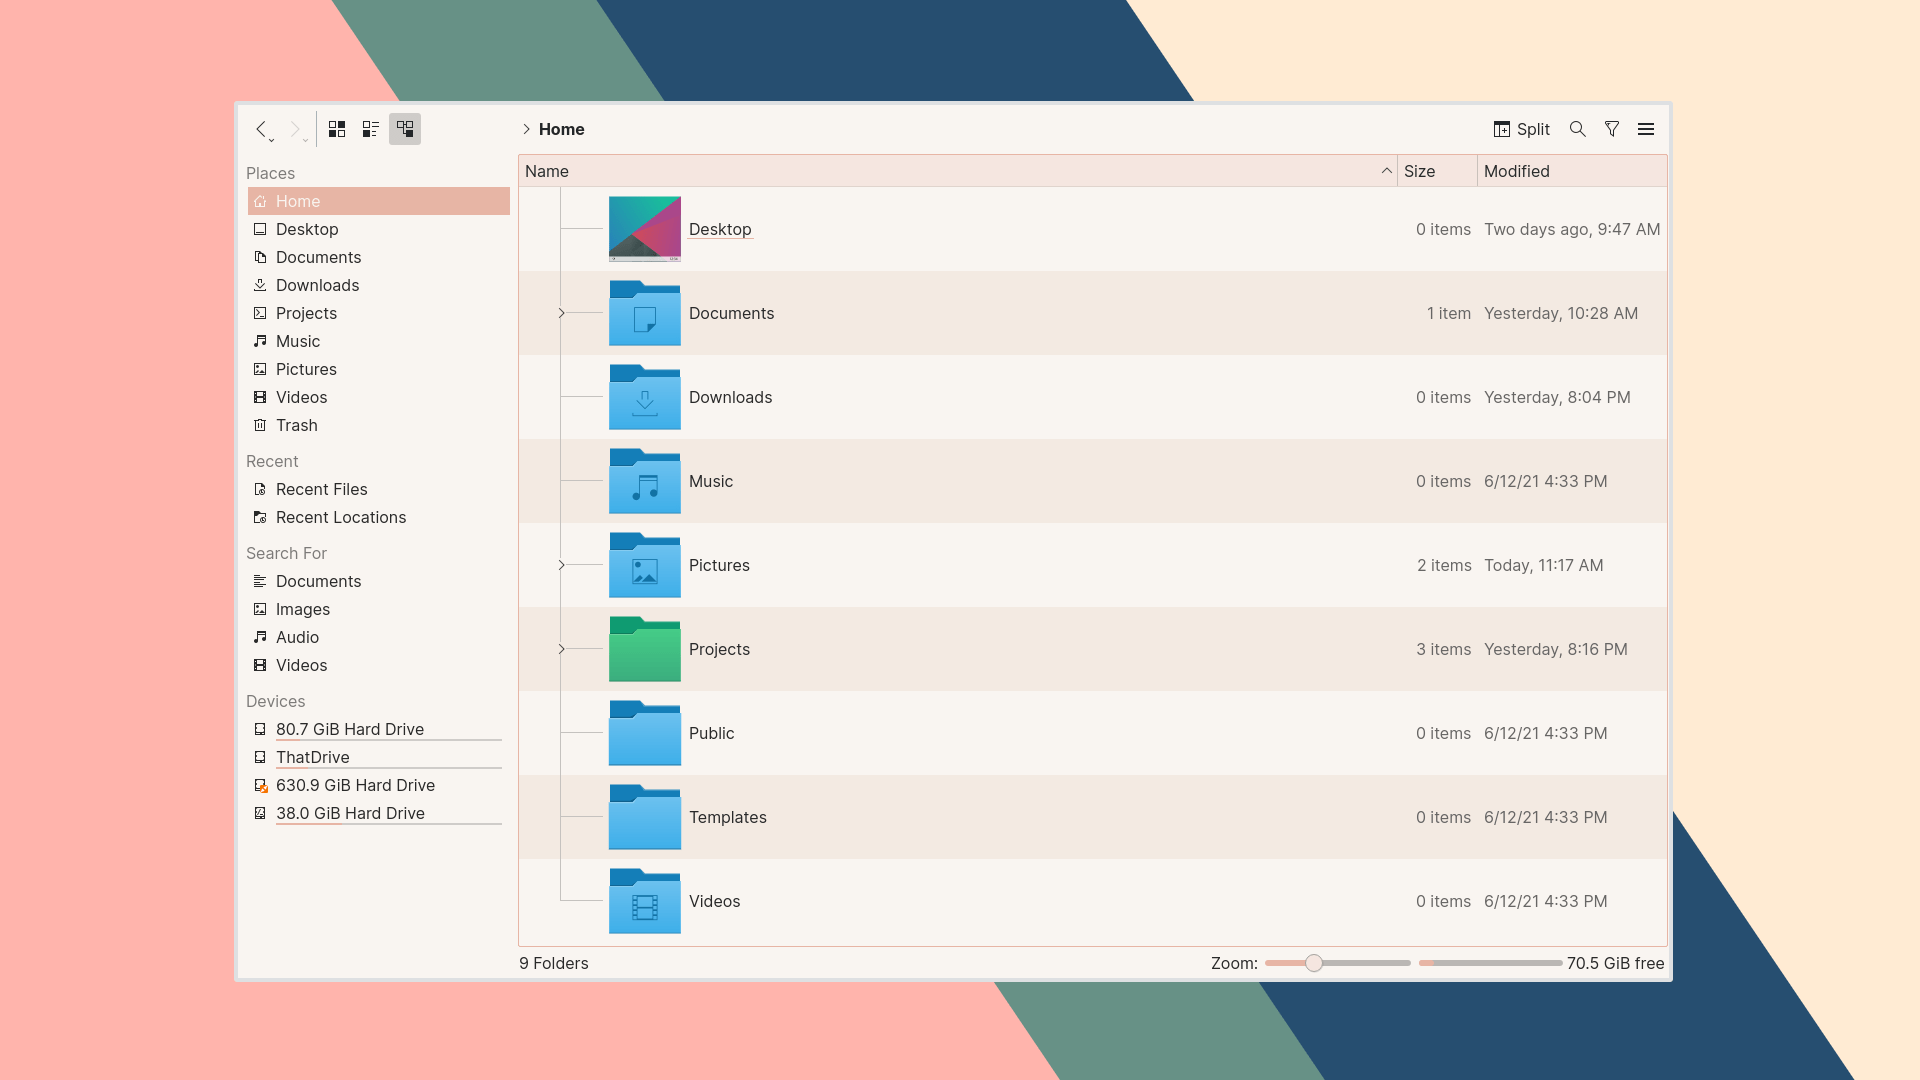 Home
Split
Places
Home
Desktop
Documents
Downloads
Projects
Music
Pictures
Videos
Trash
Recent
Recent Files
Recent Locations
Search For
Documents
Images
Audio
Videos
Devices
80.7 GiB Hard Drive
ThatDrive
630.9 GiB Hard Drive
38.0 GiB Hard Drive
Name Size Modified
Desktop 0 items Two days ago, 9:47 AM
Documents 1 item Yesterday, 10:28 AM
Downloads 0 items Yesterday, 8:04 PM
Music 0 items 6/12/21 4:33 PM
Pictures 2 items Today, 11:17 AM
Projects 3 items Yesterday, 8:16 PM
Public 0 items 6/12/21 4:33 PM
Templates 0 items 6/12/21 4:33 PM
Videos 0 items 6/12/21 4:33 PM
9 Folders Zoom: 70.5 GiB free